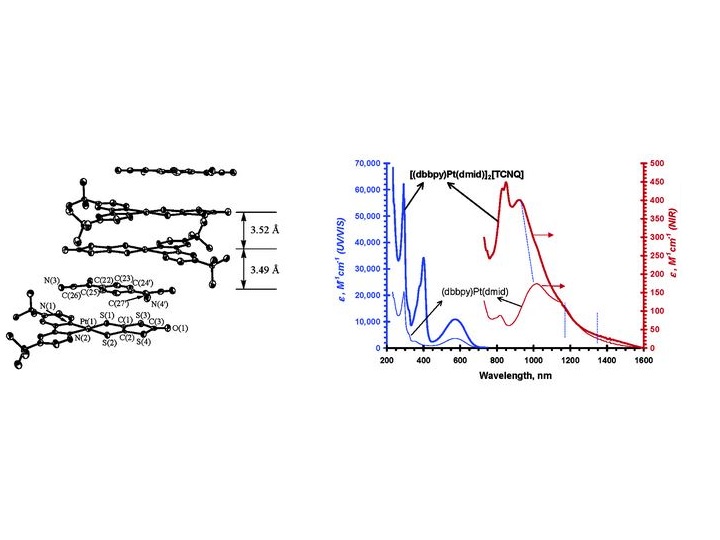 3.52 Å
3.49 Å
N(3)
C(26)
C(25)
C(22)
C(23)
C(24')
C(27')
N(4')
N(1)
Pt(1)
N(2)
S(1)
S(3)
C(1)
C(3)
O(1)
S(2)
C(2)
S(4)
[(dbbpy)Pt(dmid)]2[TCNQ]
(dbbpy)Pt(dmid)
ε, M-1cm-1 (UV/VIS)
70,000
60,000
50,000
40,000
30,000
20,000
10,000
0
ε, M-1cm-1 (NIR)
500
450
400
350
300
250
200
150
100
50
0
200 400 600 800 1000 1200 1400 1600
Wavelength, nm